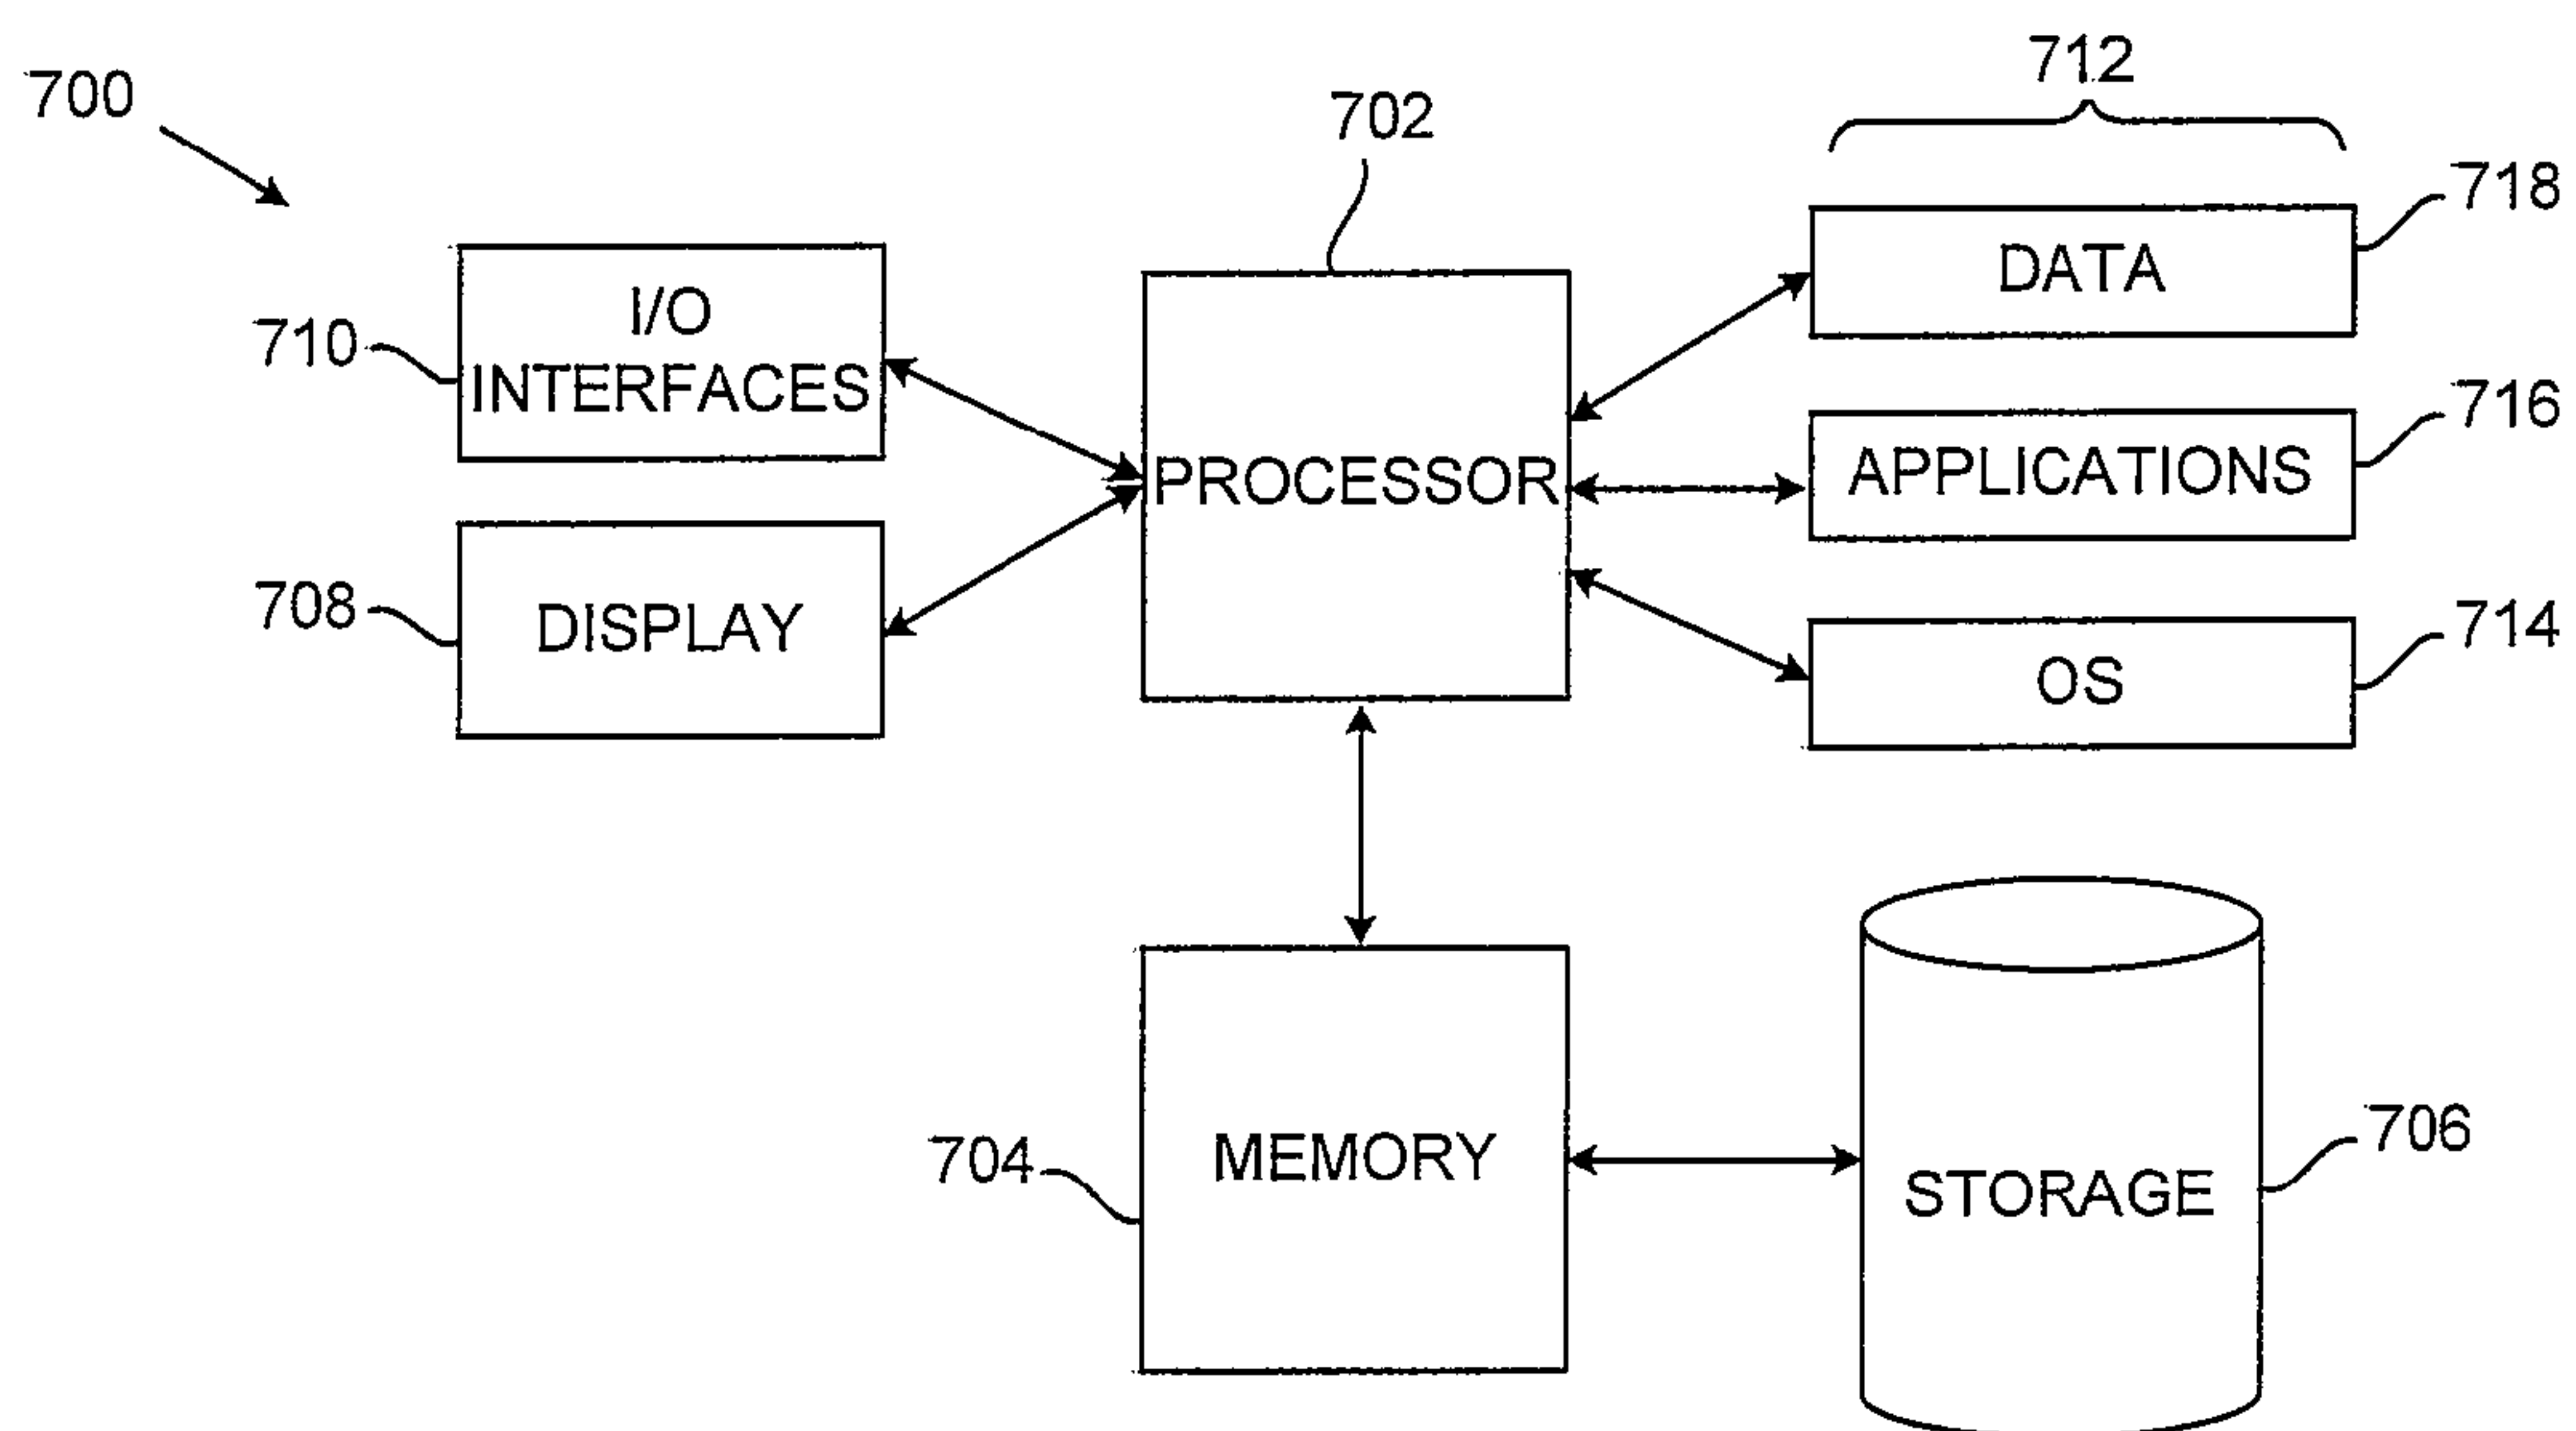 712
700
702
718
DATA
I/O
INTERFACES
710
716
PROCESSOR
APPLICATIONS
708
DISPLAY
714
OS
704
MEMORY
706
STORAGE